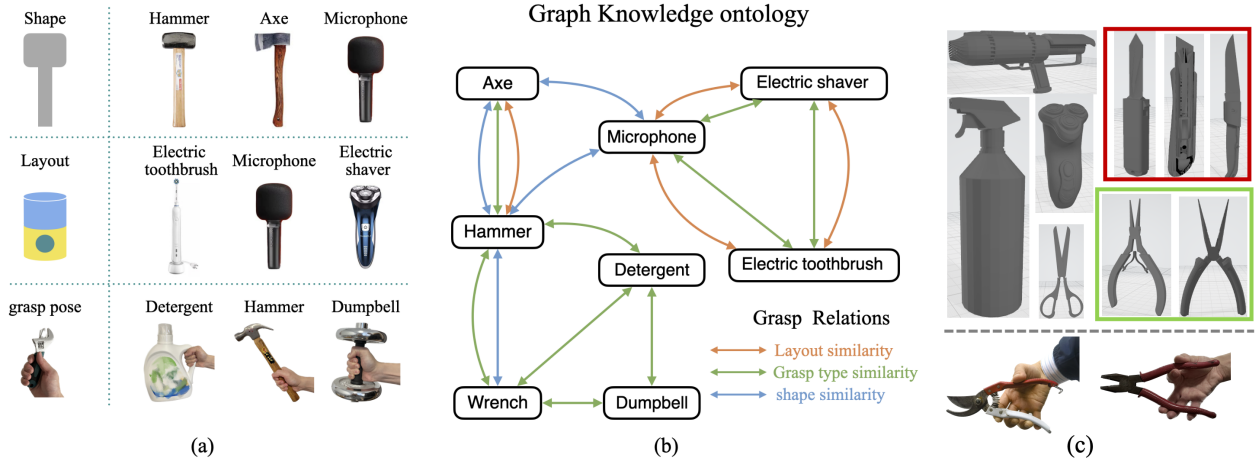 Shape
Hammer
Axe
Microphone
Layout
Electric
toothbrush
Microphone
Electric
shaver
grasp pose
Detergent
Hammer
Dumpbell
(a)
Graph Knowledge ontology
Axe
Electric shaver
Microphone
Hammer
Detergent
Electric toothbrush
Wrench
Dumpbell
Grasp Relations
Layout similarity
Grasp type similarity
shape similarity
(b)
(c)